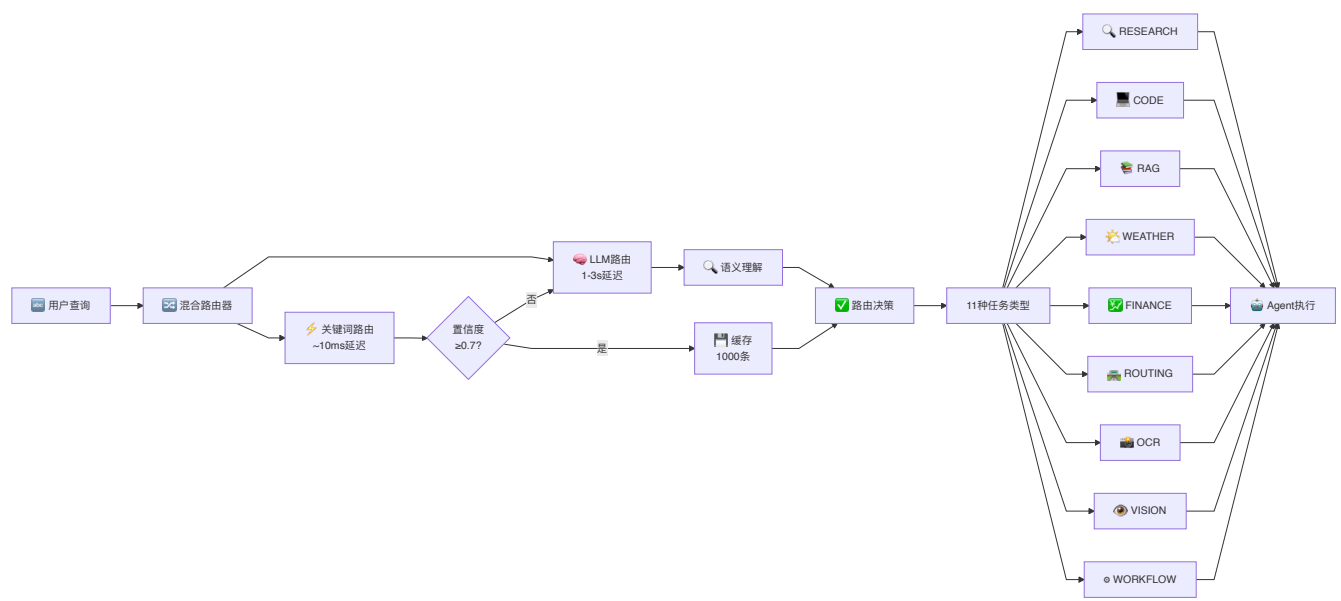 用户查询
混合路由器
关键词路由
~10ms延迟
置信度
≥0.7?
否
是
LLM路由
1-3s延迟
语义理解
缓存
1000条
路由决策
11种任务类型
RESEARCH
CODE
RAG
WEATHER
FINANCE
ROUTING
OCR
VISION
WORKFLOW
Agent执行